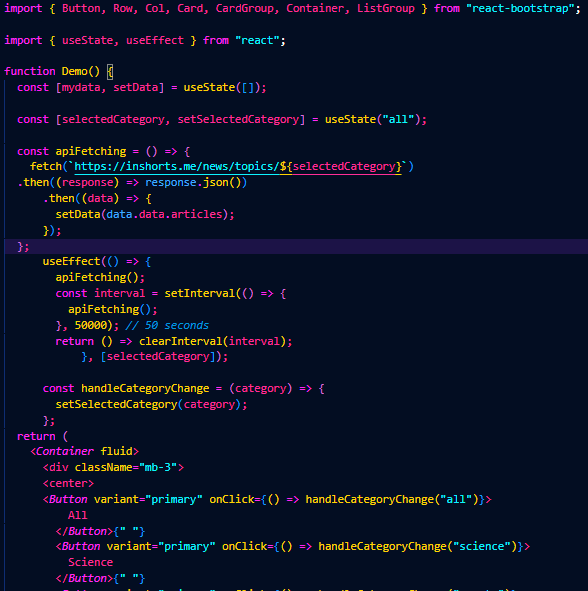 import { Button, Row, Col, Card, CardGroup, Container, ListGroup } from "react-bootstrap";
import { useState, useEffect } from "react";
function Demo() {
const [mydata, setData] = useState([]);
const [selectedCategory, setSelectedCategory] = useState("all");
const apiFetching = () => {
fetch(`https://inshorts.me/news/topics/${selectedCategory}`)
.then((response) => response.json())
.then((data) => {
setData(data.data.articles);
});
};
useEffect(() => {
apiFetching();
const interval = setInterval(() => {
apiFetching();
}, 50000); // 50 seconds
return () => clearInterval(interval);
}, [selectedCategory]);
const handleCategoryChange = (category) => {
setSelectedCategory(category);
};
return (
<Container fluid>
<div className="mb-3">
<center>
<Button variant="primary" onClick={() => handleCategoryChange("all")}>
All
</Button>{" "}
<Button variant="primary" onClick={() => handleCategoryChange("science")}>
Science
</Button>{" "}